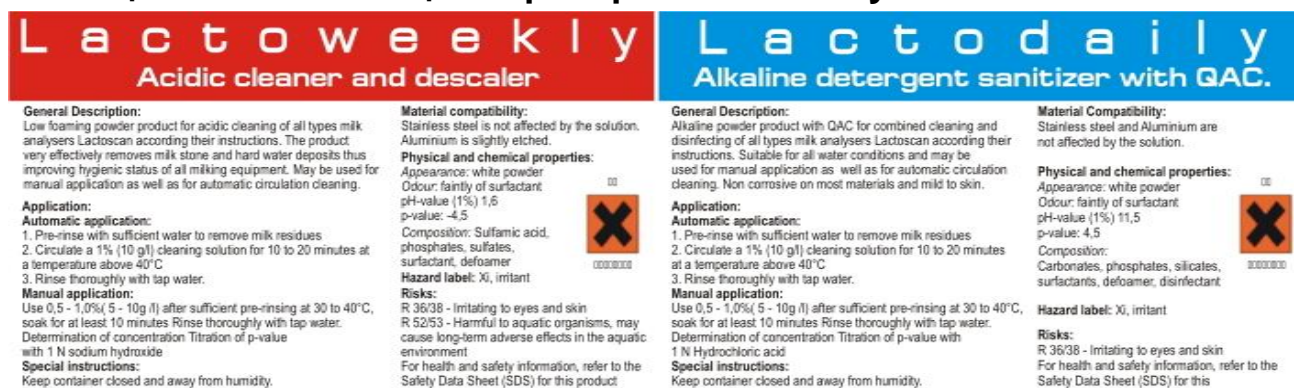 Lactoweekly
Acidic cleaner and descaler
General Description:
Low foaming powder product for acidic cleaning of all types milk
analysers Lactoscan according their instructions. The product
very effectively removes milk stone and hard water deposits thus
improving hygienic status of all milking equipment. May be used for
manual application as well as for automatic circulation cleaning.
Application:
Automatic application:
1. Pre-rinse with sufficient water to remove milk residues
2. Circulate a 1% (10 g/l) cleaning solution for 10 to 20 minutes at
a temperature above 40°C
3. Rinse thoroughly with tap water.
Manual application:
Use 0,5 - 1,0%( 5 - 10g /l) after sufficient pre-rinsing at 30 to 40°C,
soak for at least 10 minutes Rinse thoroughly with tap water.
Determination of concentration Titration of p-value
with 1 N sodium hydroxide
Special instructions:
Keep container closed and away from humidity.
Material compatibility:
Stainless steel is not affected by the solution.
Aluminium is slightly etched.
Physical and chemical properties:
Appearance: white powder
Odour: faintly of surfactant
pH-value (1%) 1,6
p-value: -4,5
Composition: Sulfamic acid,
phosphates, sulfates,
surfactant, defoamer
Hazard label: Xi, irritant
Risks:
R 36/38 - Irritating to eyes and skin
R 52/53 - Harmful to aquatic organisms, may
cause long-term adverse effects in the aquatic
environment
For health and safety information, refer to the
Safety Data Sheet (SDS) for this product
Lactodaily
Alkaline detergent sanitizer with QAC.
General Description:
Alkaline powder product with QAC for combined cleaning and
disinfecting of all types milk analysers Lactoscan according their
instructions. Suitable for all water conditions and may be
used for manual application as well as for automatic circulation
cleaning. Non corrosive on most materials and mild to skin.
Application:
Automatic application:
1. Pre-rinse with sufficient water to remove milk residues
2. Circulate a 1% (10 g/l) cleaning solution for 10 to 20 minutes
at a temperature above 40°C
3. Rinse thoroughly with tap water.
Manual application:
Use 0,5 - 1,0%( 5 - 10g /l) after sufficient pre-rinsing at 30 to 40°C,
soak for at least 10 minutes Rinse thoroughly with tap water.
Determination of concentration Titration of p-value with
1 N Hydrochloric acid
Special instructions:
Keep container closed and away from humidity.
Material Compatibility:
Stainless steel and Aluminium are
not affected by the solution.
Physical and chemical properties:
Appearance: white powder
Odour: faintly of surfactant
pH-value (1%) 11,5
p-value: 4,5
Composition:
Carbonates, phosphates, silicates,
surfactants, defoamer, disinfectant
Hazard label: Xi, irritant
Risks:
R 36/38 - Irritating to eyes and skin
For health and safety information, refer to the
Safety Data Sheet (SDS) for this